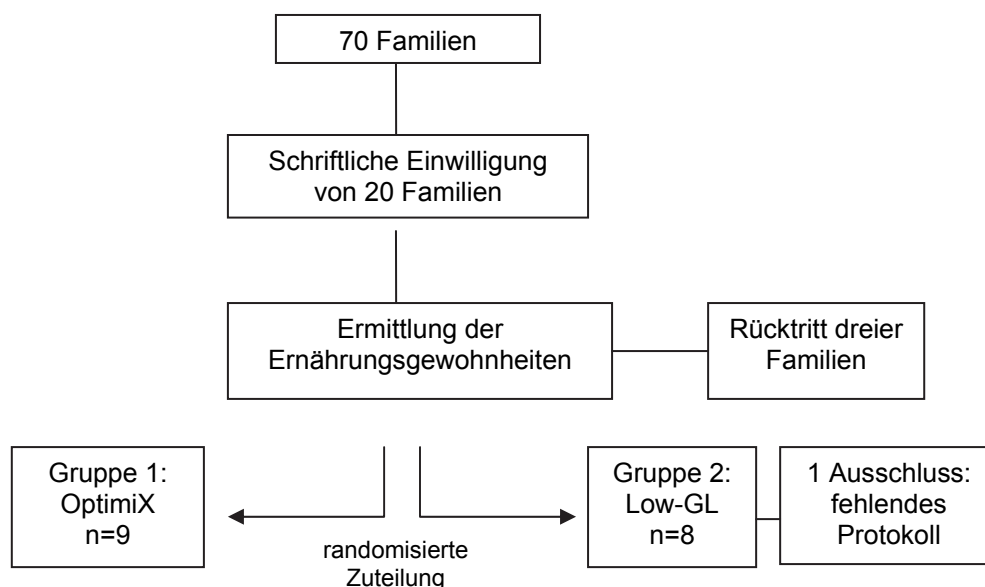 70 Familien
Schriftliche Einwilligung
von 20 Familien
Ermittlung der
Ernährungsgewohnheiten
Rücktritt dreier
Familien
Gruppe 1:
OptimiX
n=9
randomisierte
Zuteilung
Gruppe 2:
Low-GL
n=8
1 Ausschluss:
fehlendes
Protokoll